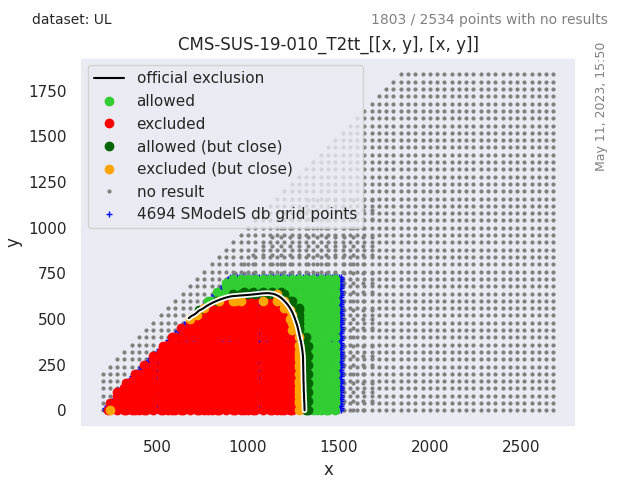 dataset: UL
1803 / 2534 points with no results
CMS-SUS-19-010_T2tt_[[x, y], [x, y]]
official exclusion
allowed
excluded
allowed (but close)
excluded (but close)
no result
4694 SModelS db grid points
May 11, 2023, 15:50
y
1750
1500
1250
1000
750
500
250
0
500
1000
1500
2000
2500
x